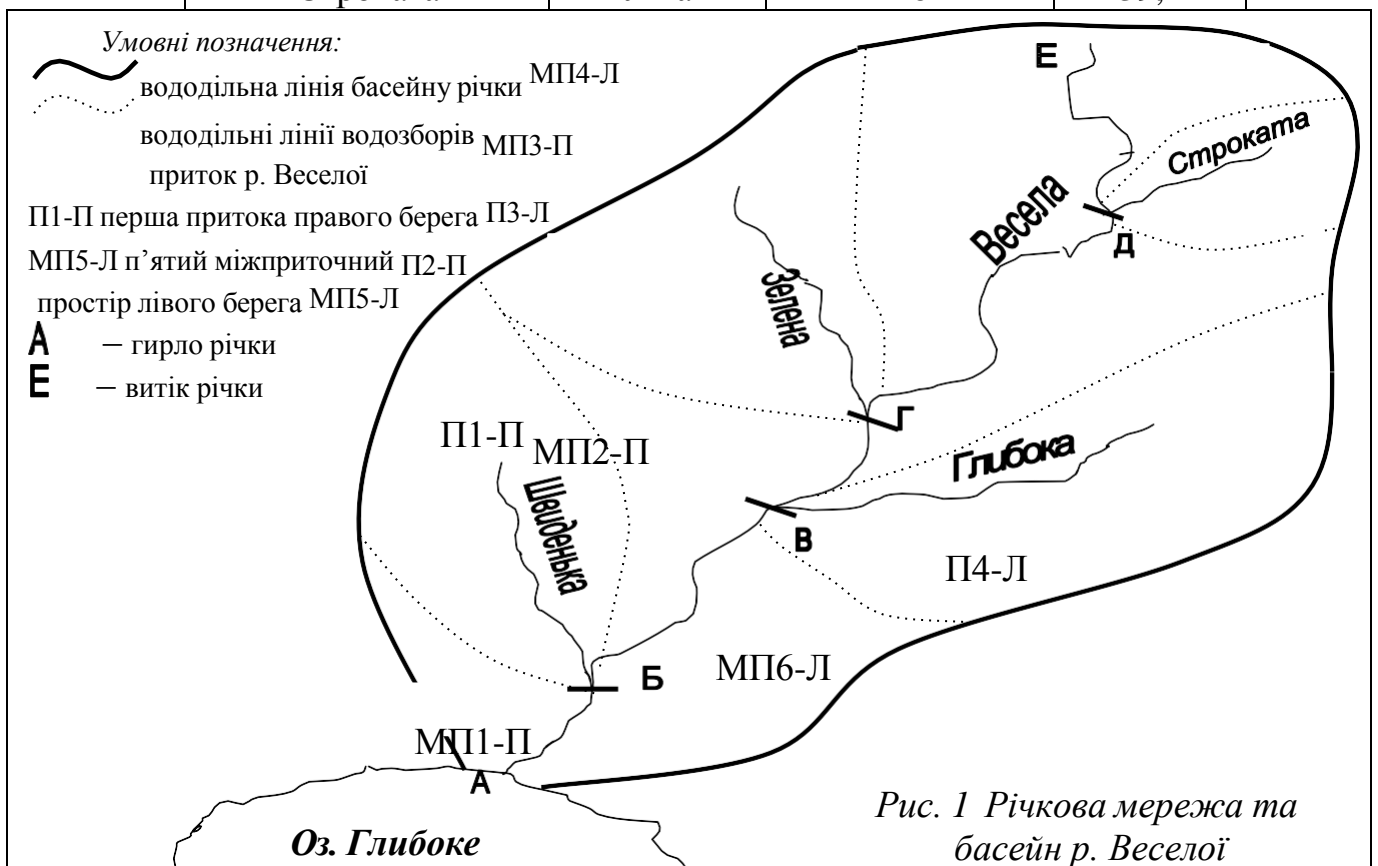 Умовні позначення:
вододільна лінія басейну річки МП4-Л
вододільні лінії водозборів МП3-П
приток р. Веселої
П1-П перша притока правого берега П3-Л
МП5-Л п’ятий міжприточний П2-П
простір лівого берега МП5-Л
А – гирло річки
Е – витік річки
Е
Строката
Весела
Д
Зелена
Г
Глибока
П1-П
МП2-П
Швиденька
В
П4-Л
МП6-Л
Б
МП1-П
А
Оз. Глибоке
Рис. 1 Річкова мережа та
басейн р. Веселої